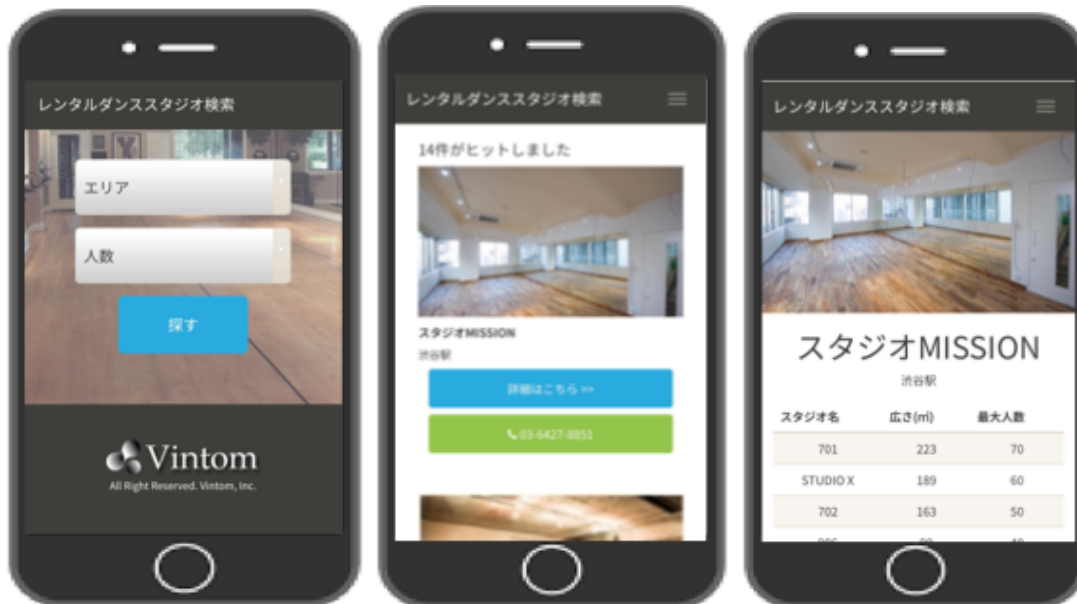 レンタルダンススタジオ検索
エリア
人数
探す
Vintom
All Right Reserved. Vintom, Inc.
レンタルダンススタジオ検索
14件がヒットしました
スタジオMISSION
渋谷駅
詳細はこちら >>
03-6427-8851
レンタルダンススタジオ検索
スタジオMISSION
渋谷駅
スタジオ名 広さ(㎡) 最大人数
701 223 70
STUDIO X 189 60
702 163 50